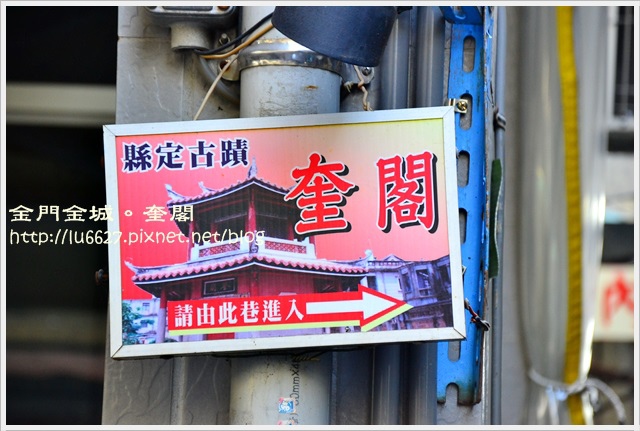 縣定古蹟
奎閣
金門金城。奎閣
http://lu6627.pixnet.net/blog
請由此巷進入